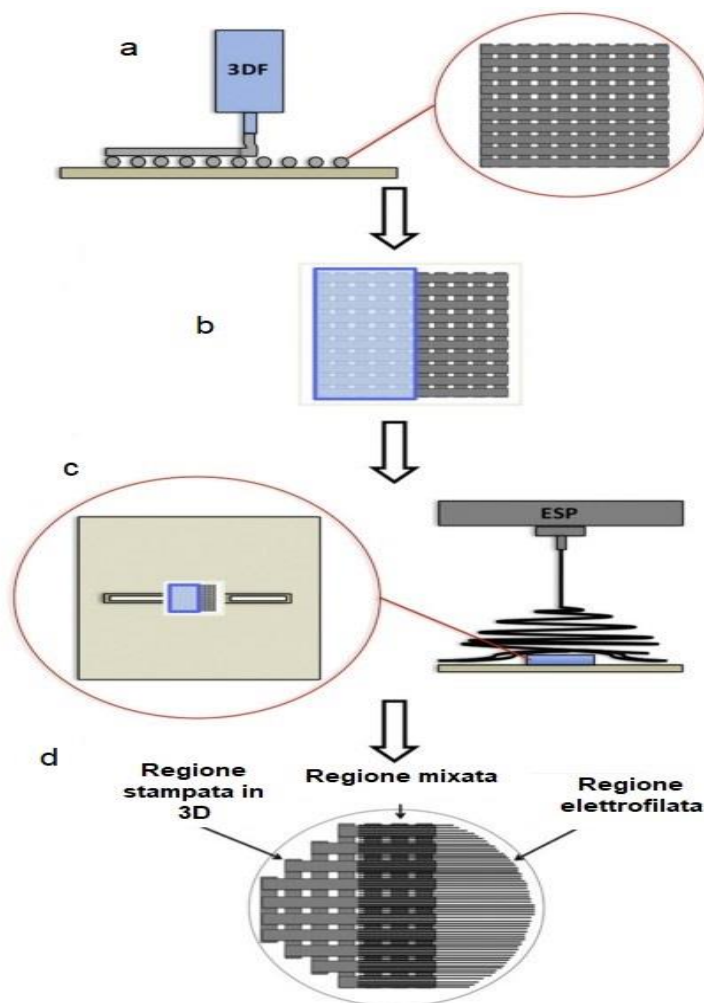 a
3DF
b
c
ESP
d
Regione
stampata in
3D
Regione mixata
Regione
elettrofilata